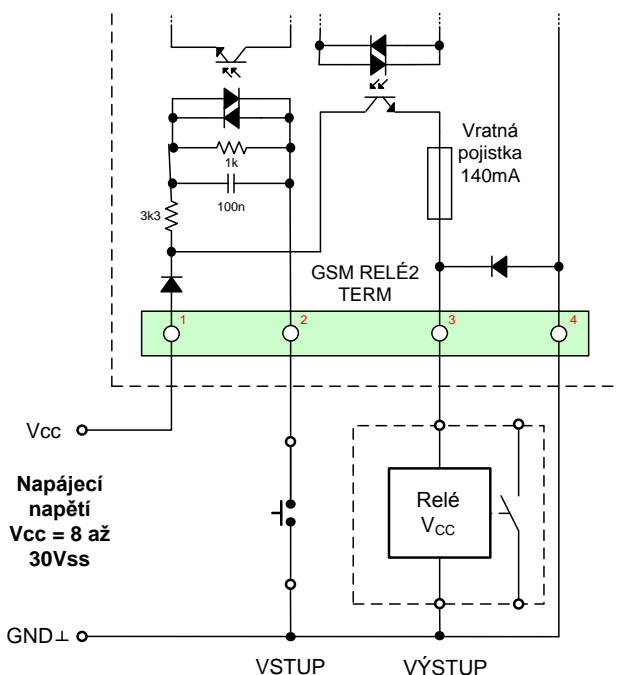 Vratná
pojistka
140mA
1k
3k3
100n
GSM RELÉ2
TERM
1
2
3
4
Vcc
Napájecí
napětí
Vcc = 8 až
30Vss
Relé
VCC
GND⊥
VSTUP
VÝSTUP